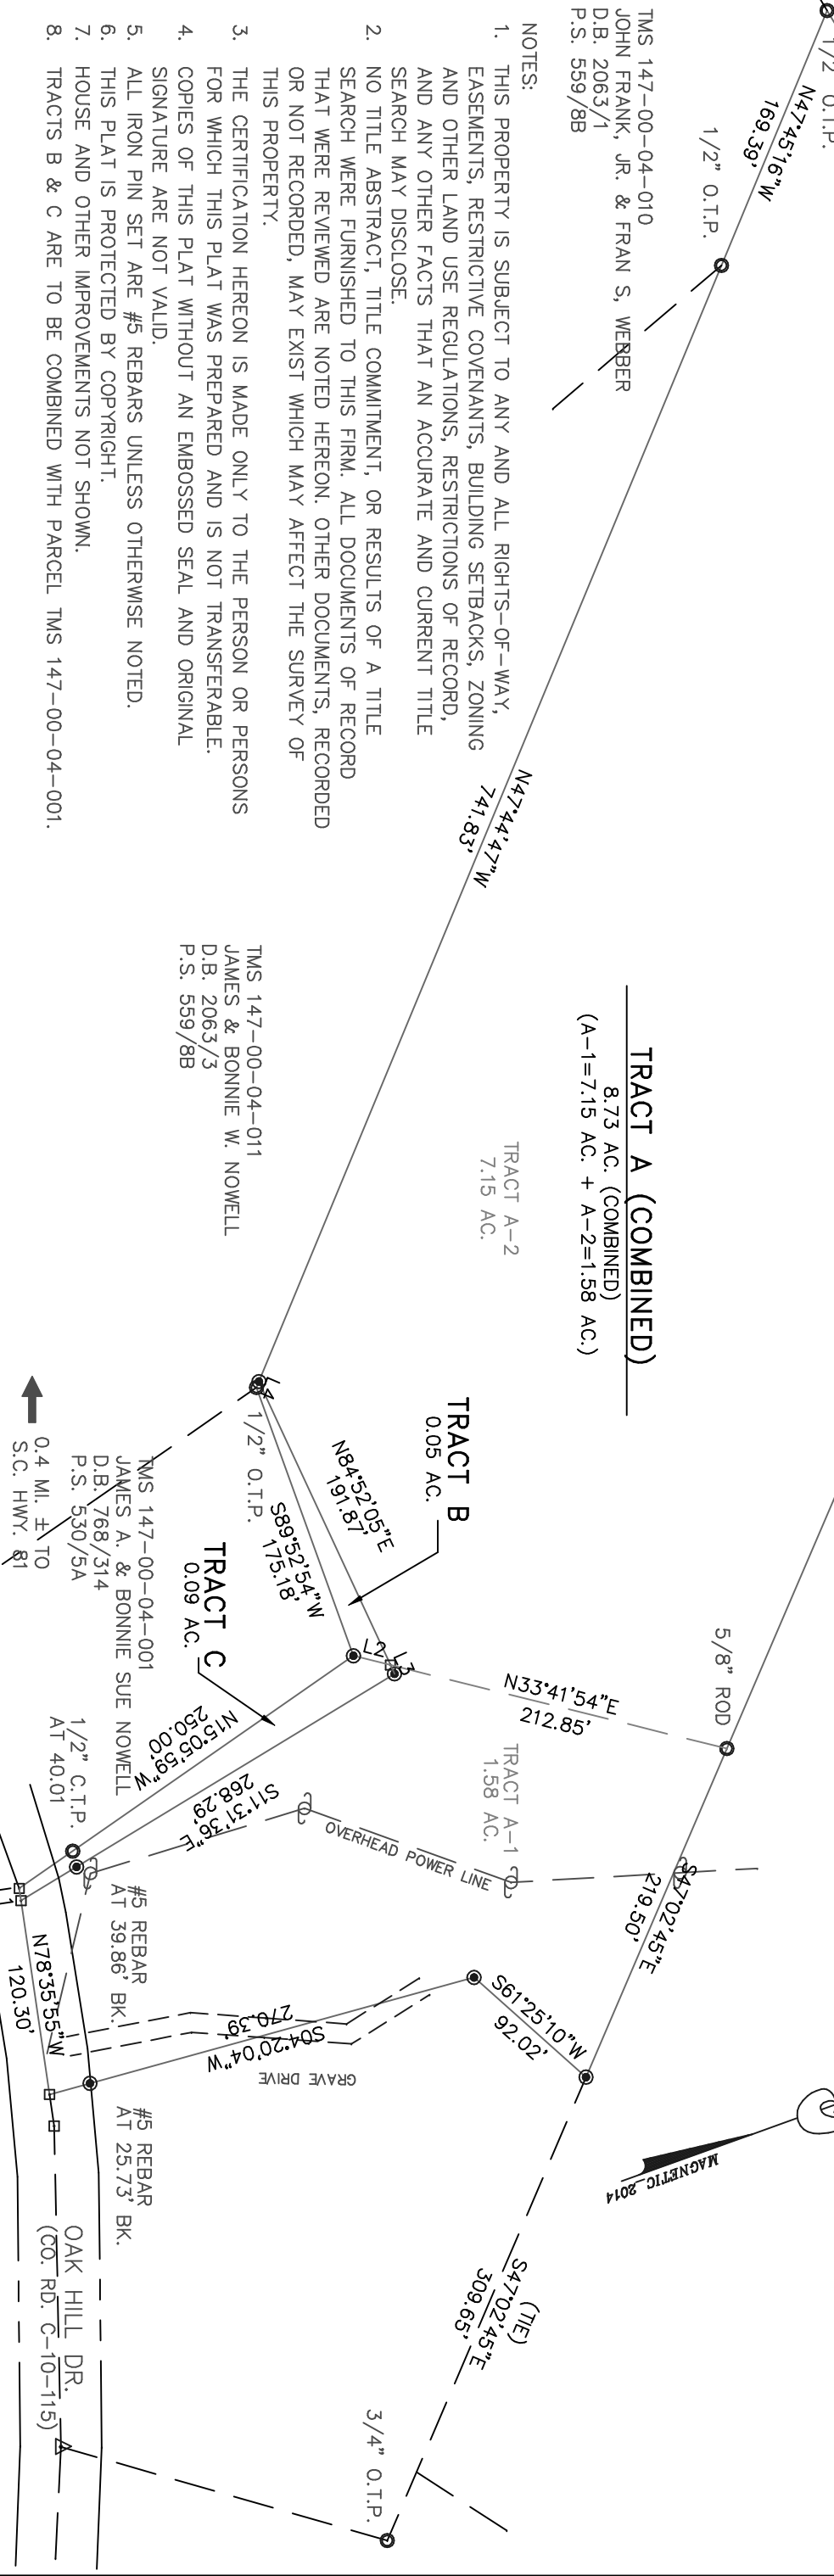 1/2" O.T.P.
N47°45'16"W
169.39'
1/2" O.T.P.
TMS 147-00-04-010
JOHN FRANK, JR. & FRAN S, WEBBER
D.B. 2063/1
P.S. 559/8B
NOTES:
1. THIS PROPERTY IS SUBJECT TO ANY AND ALL RIGHTS-OF-WAY,
EASEMENTS, RESTRICTIVE COVENANTS, BUILDING SETBACKS, ZONING
AND OTHER LAND USE REGULATIONS, RESTRICTIONS OF RECORD,
AND ANY OTHER FACTS THAT AN ACCURATE AND CURRENT TITLE
SEARCH MAY DISCLOSE.
2. NO TITLE ABSTRACT, TITLE COMMITMENT, OR RESULTS OF A TITLE
SEARCH WERE FURNISHED TO THIS FIRM. ALL DOCUMENTS OF RECORD
THAT WERE REVIEWED ARE NOTED HEREON. OTHER DOCUMENTS, RECORDED
OR NOT RECORDED, MAY EXIST WHICH MAY AFFECT THE SURVEY OF
THIS PROPERTY.
3. THE CERTIFICATION HEREON IS MADE ONLY TO THE PERSON OR PERSONS
FOR WHICH THIS PLAT WAS PREPARED AND IS NOT TRANSFERABLE.
4. COPIES OF THIS PLAT WITHOUT AN EMBOSSED SEAL AND ORIGINAL
SIGNATURE ARE NOT VALID.
5. ALL IRON PIN SET ARE #5 REBARS UNLESS OTHERWISE NOTED.
6. THIS PLAT IS PROTECTED BY COPYRIGHT.
7. HOUSE AND OTHER IMPROVEMENTS NOT SHOWN.
8. TRACTS B & C ARE TO BE COMBINED WITH PARCEL TMS 147-00-04-001.
N47°44'47"W
741.83'
TRACT A (COMBINED)
8.73 AC. (COMBINED)
(A-1=7.15 AC. + A-2=1.58 AC.)
TRACT A-2
7.15 AC.
TMS 147-00-04-011
JAMES & BONNIE W. NOWELL
D.B. 2063/3
P.S. 559/8B
L4
1/2" O.T.P.
TRACT B
0.05 AC.
N84°52'05"E
191.87'
S89°52'54"W
175.18'
TRACT C
0.09 AC.
L2
L3
0.4 MI. ± TO
S.C. HWY. 81
TMS 147-00-04-001
JAMES A. & BONNIE SUE NOWELL
D.B. 768/314
P.S. 530/5A
5/8" ROD
N33°41'54"E
212.85'
TRACT A-1
1.58 AC.
N15°05'59"W
250.00'
S11°31'36"E
268.29'
1/2" C.T.P.
AT 40.01
OVERHEAD POWER LINE
S47°02'45"E
219.50'
#5 REBAR
AT 39.86' BK.
L1
N78°35'55"W
120.30'
S61°25'10"W
92.02'
S04°20'04"W
270.39'
GRAVE DRIVE
#5 REBAR
AT 25.73' BK.
MAGNETIC 2014
(TIE)
S47°02'45"E
309.65'
OAK HILL DR.
(CO. RD. C-10-115)
3/4" O.T.P.